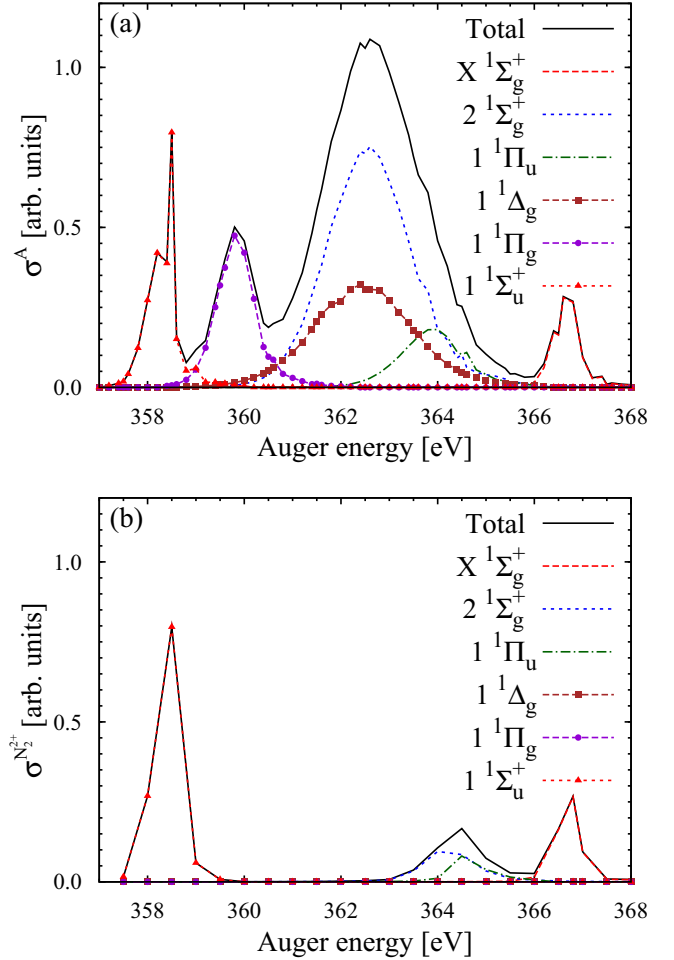 (a)
Total
X ¹Σg⁺
2 ¹Σg⁺
1 ¹Πu
1 ¹Δg
1 ¹Πg
1 ¹Σu⁺
1.0
0.5
0.0
σᴬ [arb. units]
358 360 362 364 366 368
Auger energy [eV]
(b)
Total
X ¹Σg⁺
2 ¹Σg⁺
1 ¹Πu
1 ¹Δg
1 ¹Πg
1 ¹Σu⁺
1.0
0.5
0.0
σ^N₂²⁺ [arb. units]
358 360 362 364 366 368
Auger energy [eV]